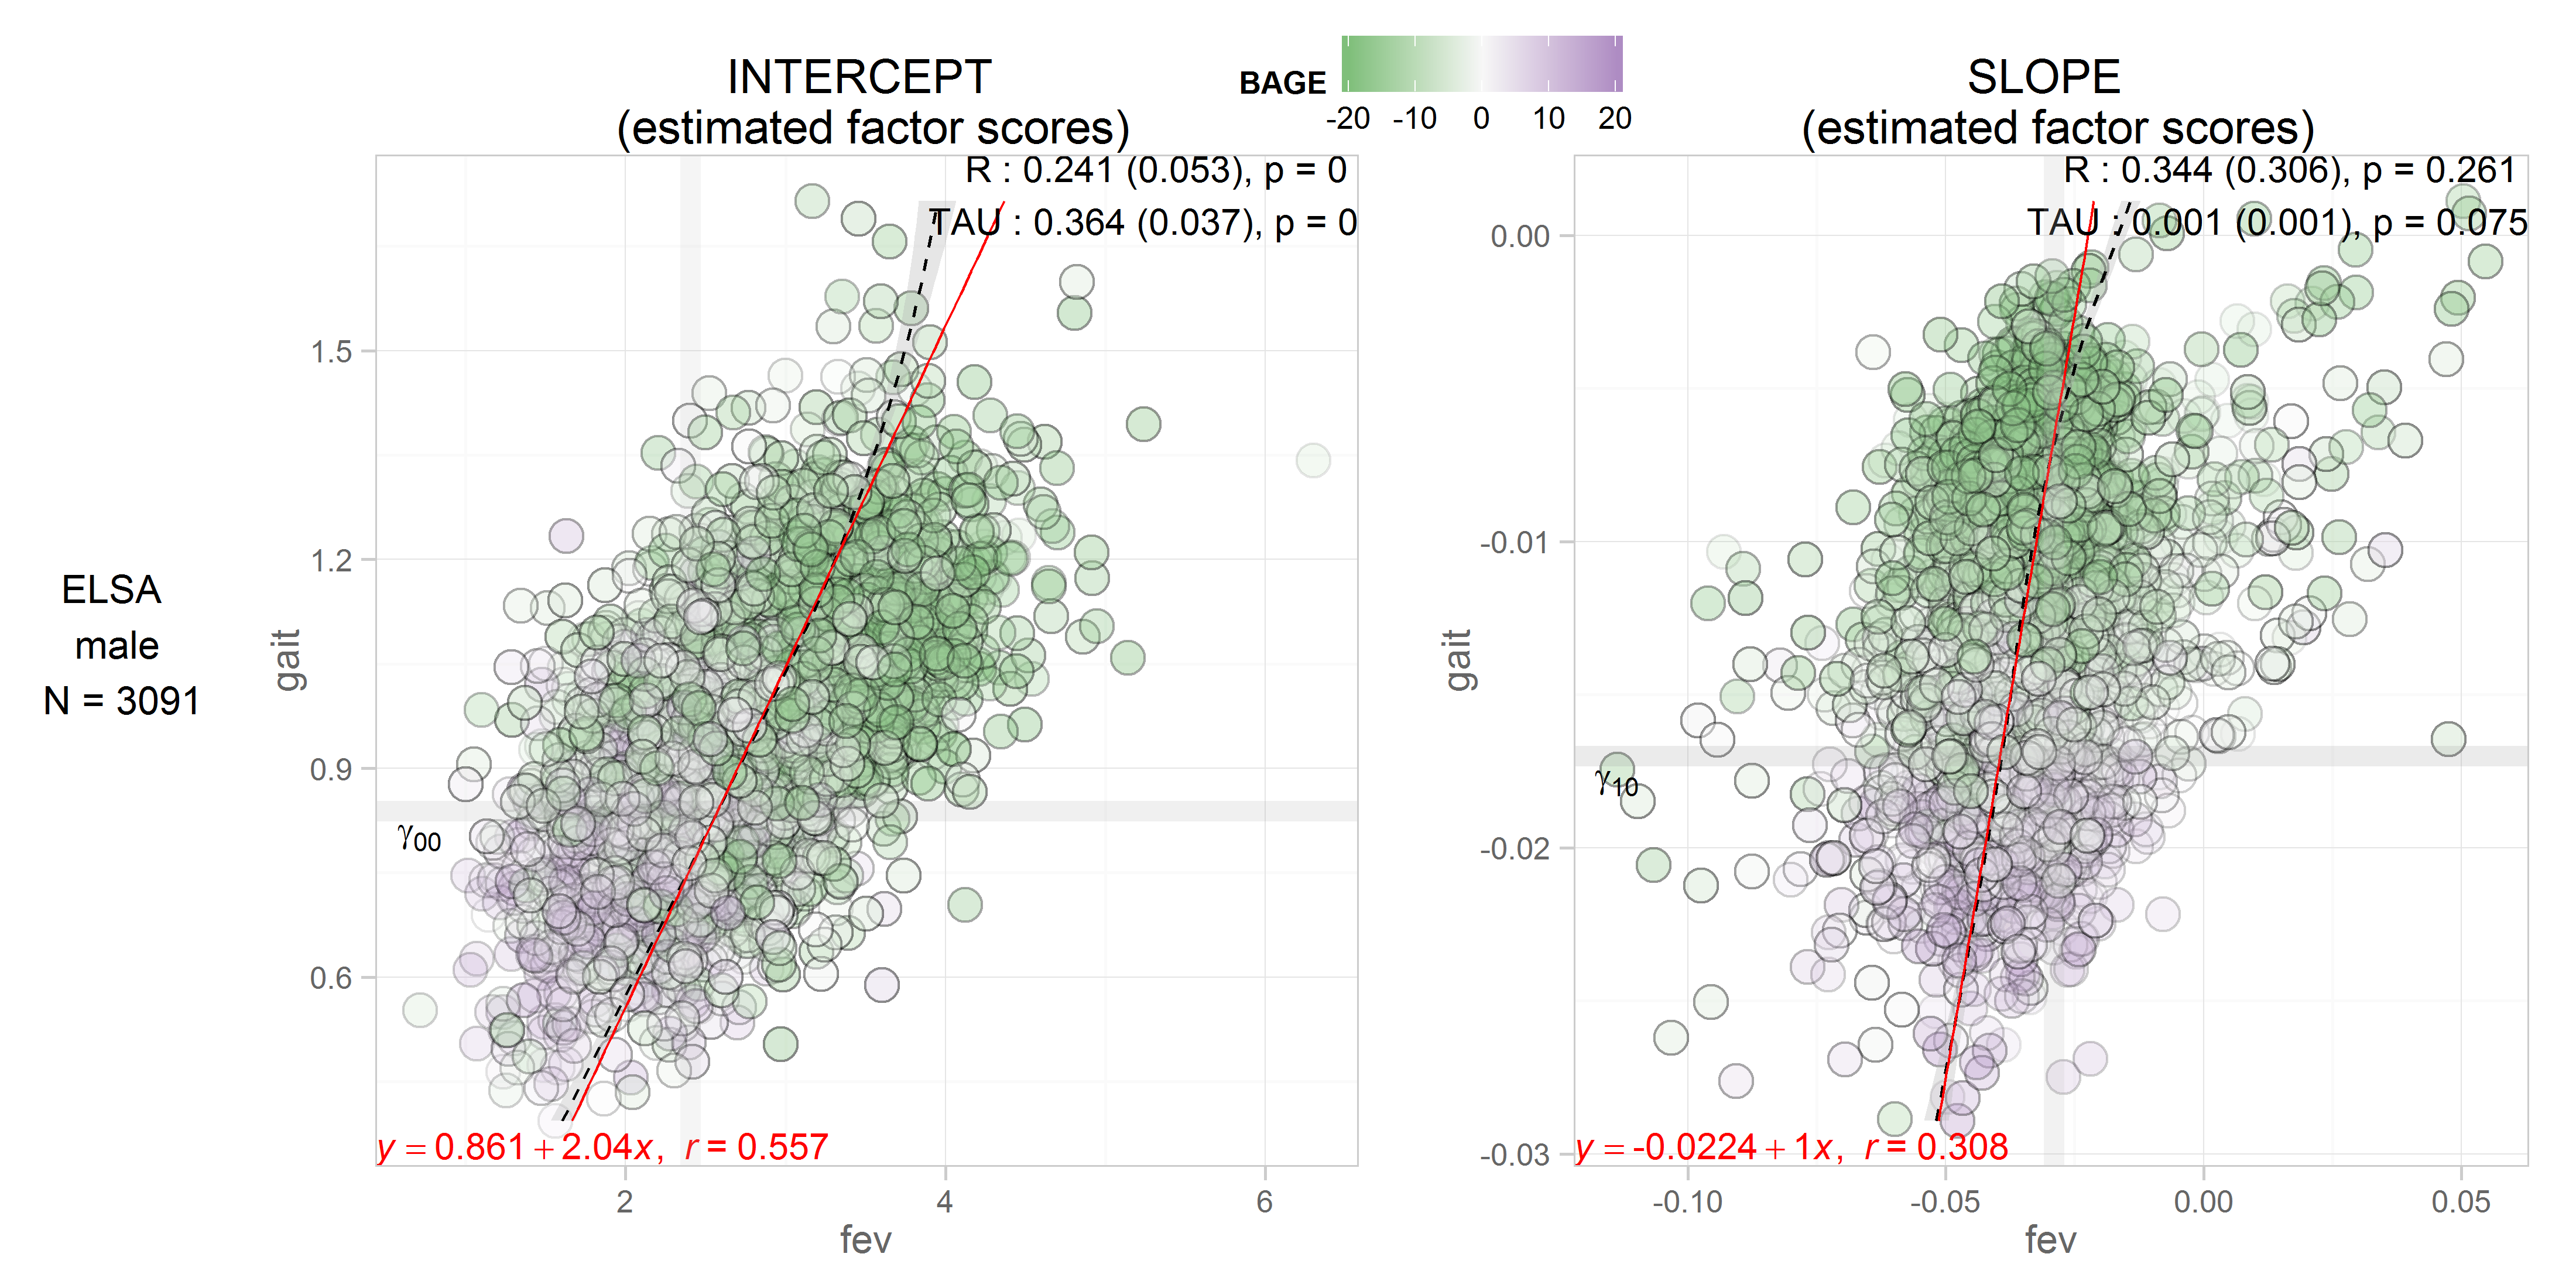 BAGE
-20 -10 0 10 20
INTERCEPT
(estimated factor scores)
R : 0.241 (0.053), p = 0
TAU : 0.364 (0.037), p = 0
1.5
1.2
0.9
0.6
gait
γ00
y = 0.861 + 2.04x, r = 0.557
2 4 6
fev
ELSA
male
N = 3091
SLOPE
(estimated factor scores)
R : 0.344 (0.306), p = 0.261
TAU : 0.001 (0.001), p = 0.075
0.00
-0.01
-0.02
-0.03
gait
γ10
y = -0.0224 + 1x, r = 0.308
-0.10 -0.05 0.00 0.05
fev